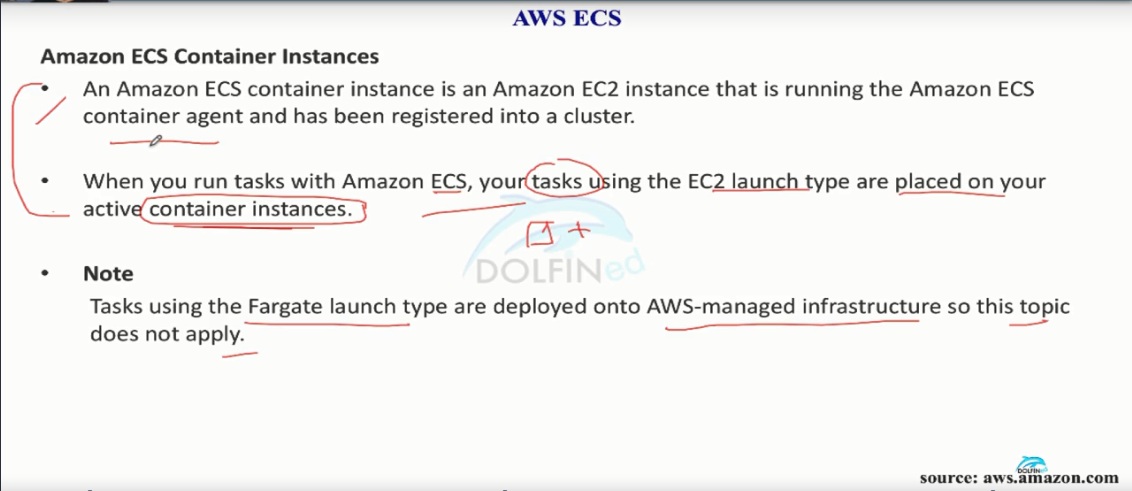 AWS ECS
Amazon ECS Container Instances
• An Amazon ECS container instance is an Amazon EC2 instance that is running the Amazon ECS
container agent and has been registered into a cluster.
• When you run tasks with Amazon ECS, your tasks using the EC2 launch type are placed on your
active container instances.
DOLFINed
• Note
Tasks using the Fargate launch type are deployed onto AWS-managed infrastructure so this topic
does not apply.
DOLFINed
source: aws.amazon.com